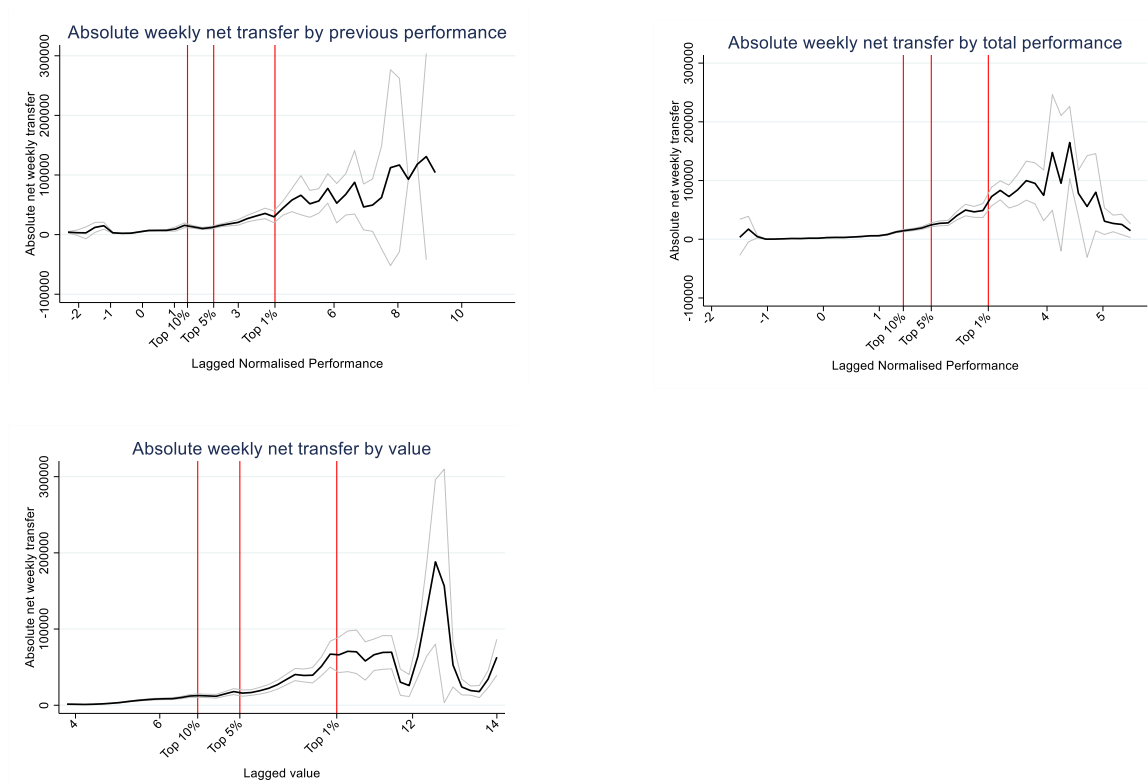 Absolute weekly net transfer by previous performance
Absolute net weekly transfer
300000
200000
100000
0
-100000
-2 -1 0 1 Top 10% Top 5% 3 Top 1% 6 8 10
Lagged Normalised Performance
Absolute weekly net transfer by total performance
Absolute net weekly transfer
300000
200000
100000
0
-100000
-2 -1 0 1 Top 10% Top 5% Top 1% 4 5
Lagged Normalised Performance
Absolute weekly net transfer by value
Absolute net weekly transfer
300000
200000
100000
0
4 6 Top 10% Top 5% Top 1% 12 14
Lagged value